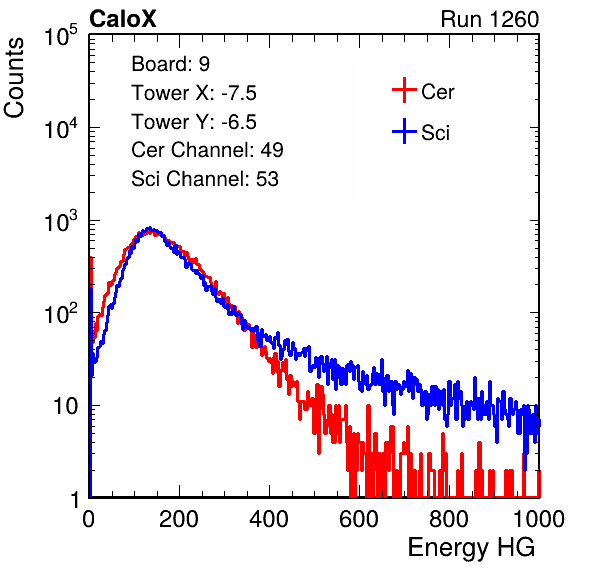 CaloX Run 1260
Counts
10^5
10^4
10^3
10^2
10
1
Board: 9
Tower X: -7.5
Tower Y: -6.5
Cer Channel: 49
Sci Channel: 53
Cer
Sci
0 200 400 600 800 1000
Energy HG